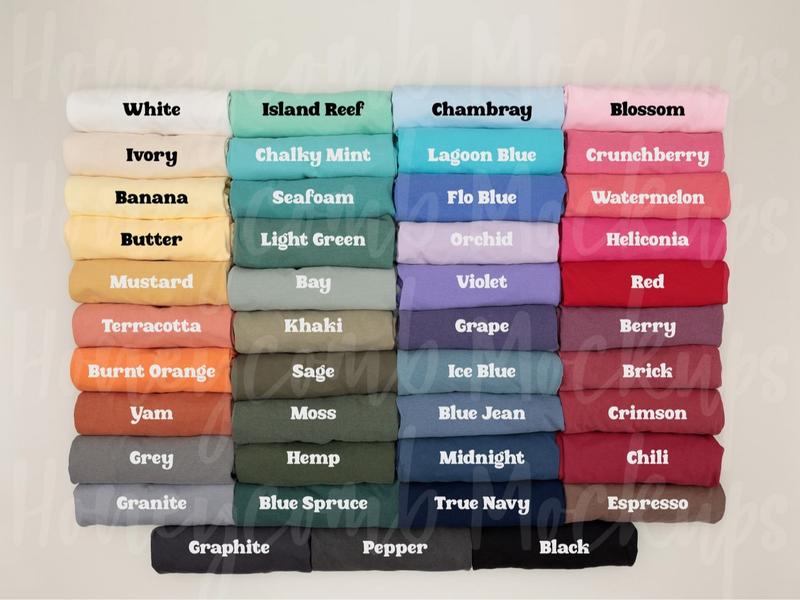 Honeycomb Mockups
White Island Reef Chambray Blossom
Ivory Chalky Mint Lagoon Blue Crunchberry
Banana Seafoam Flo Blue Watermelon
Butter Light Green Orchid Heliconia
Mustard Bay Violet Red
Terracotta Khaki Grape Berry
Burnt Orange Sage Ice Blue Brick
Yam Moss Blue Jean Crimson
Grey Hemp Midnight Chili
Granite Blue Spruce True Navy Espresso
Graphite Pepper Black